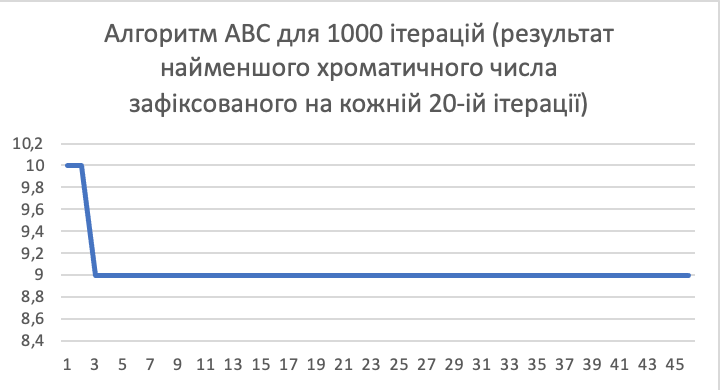 Алгоритм АВС для 1000 ітерацій (результат
найменшого хроматичного числа
зафіксованого на кожній 20-ій ітерації)
10,2
10
9,8
9,6
9,4
9,2
9
8,8
8,6
8,4
1 3 5 7 9 11 13 15 17 19 21 23 25 27 29 31 33 35 37 39 41 43 45